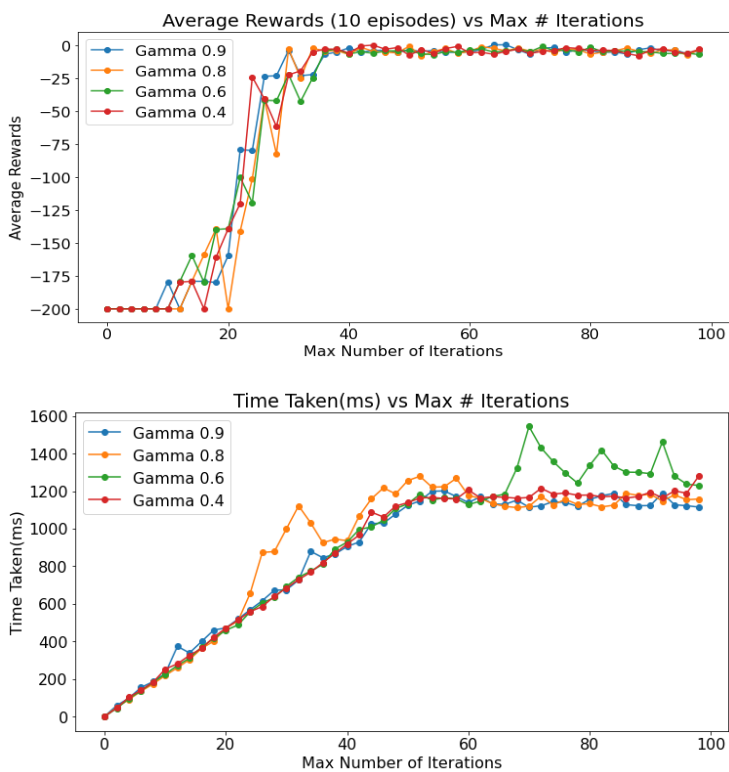 Average Rewards (10 episodes) vs Max # Iterations
Average Rewards
0
−25
−50
−75
−100
−125
−150
−175
−200
Gamma 0.9
Gamma 0.8
Gamma 0.6
Gamma 0.4
0 20 40 60 80 100
Max Number of Iterations
Time Taken(ms) vs Max # Iterations
Time Taken(ms)
1600
1400
1200
1000
800
600
400
200
0
Gamma 0.9
Gamma 0.8
Gamma 0.6
Gamma 0.4
0 20 40 60 80 100
Max Number of Iterations